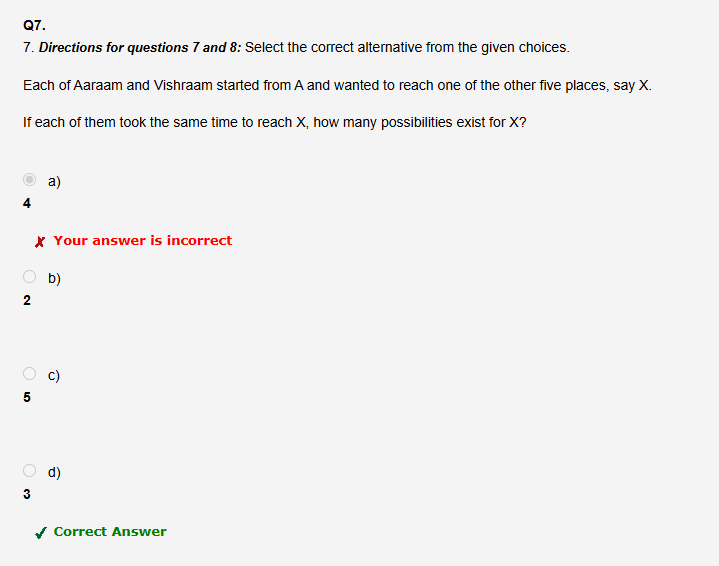 Q7.
7. Directions for questions 7 and 8: Select the correct alternative from the given choices.
Each of Aaraam and Vishraam started from A and wanted to reach one of the other five places, say X.
If each of them took the same time to reach X, how many possibilities exist for X?
a)
4
✗ Your answer is incorrect
b)
2
c)
5
d)
3
✓ Correct Answer